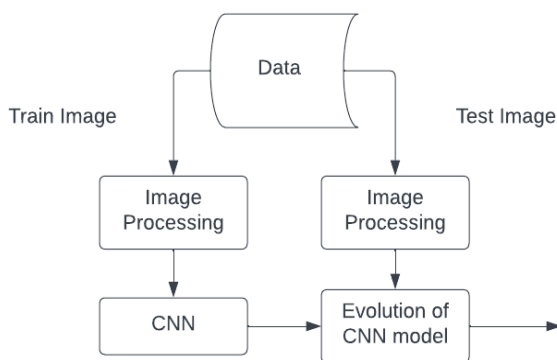 Data
Train Image
Test Image
Image
Processing
Image
Processing
CNN
Evolution of
CNN model